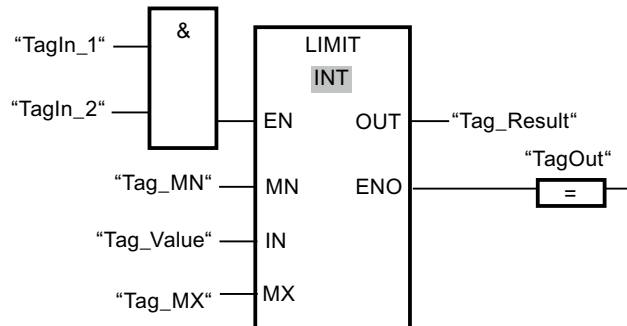 &
“TagIn_1“
“TagIn_2“
LIMIT
INT
EN
OUT
“Tag_Result“
“TagOut“
“Tag_MN“
MN
ENO
=
“Tag_Value“
IN
“Tag_MX“
MX